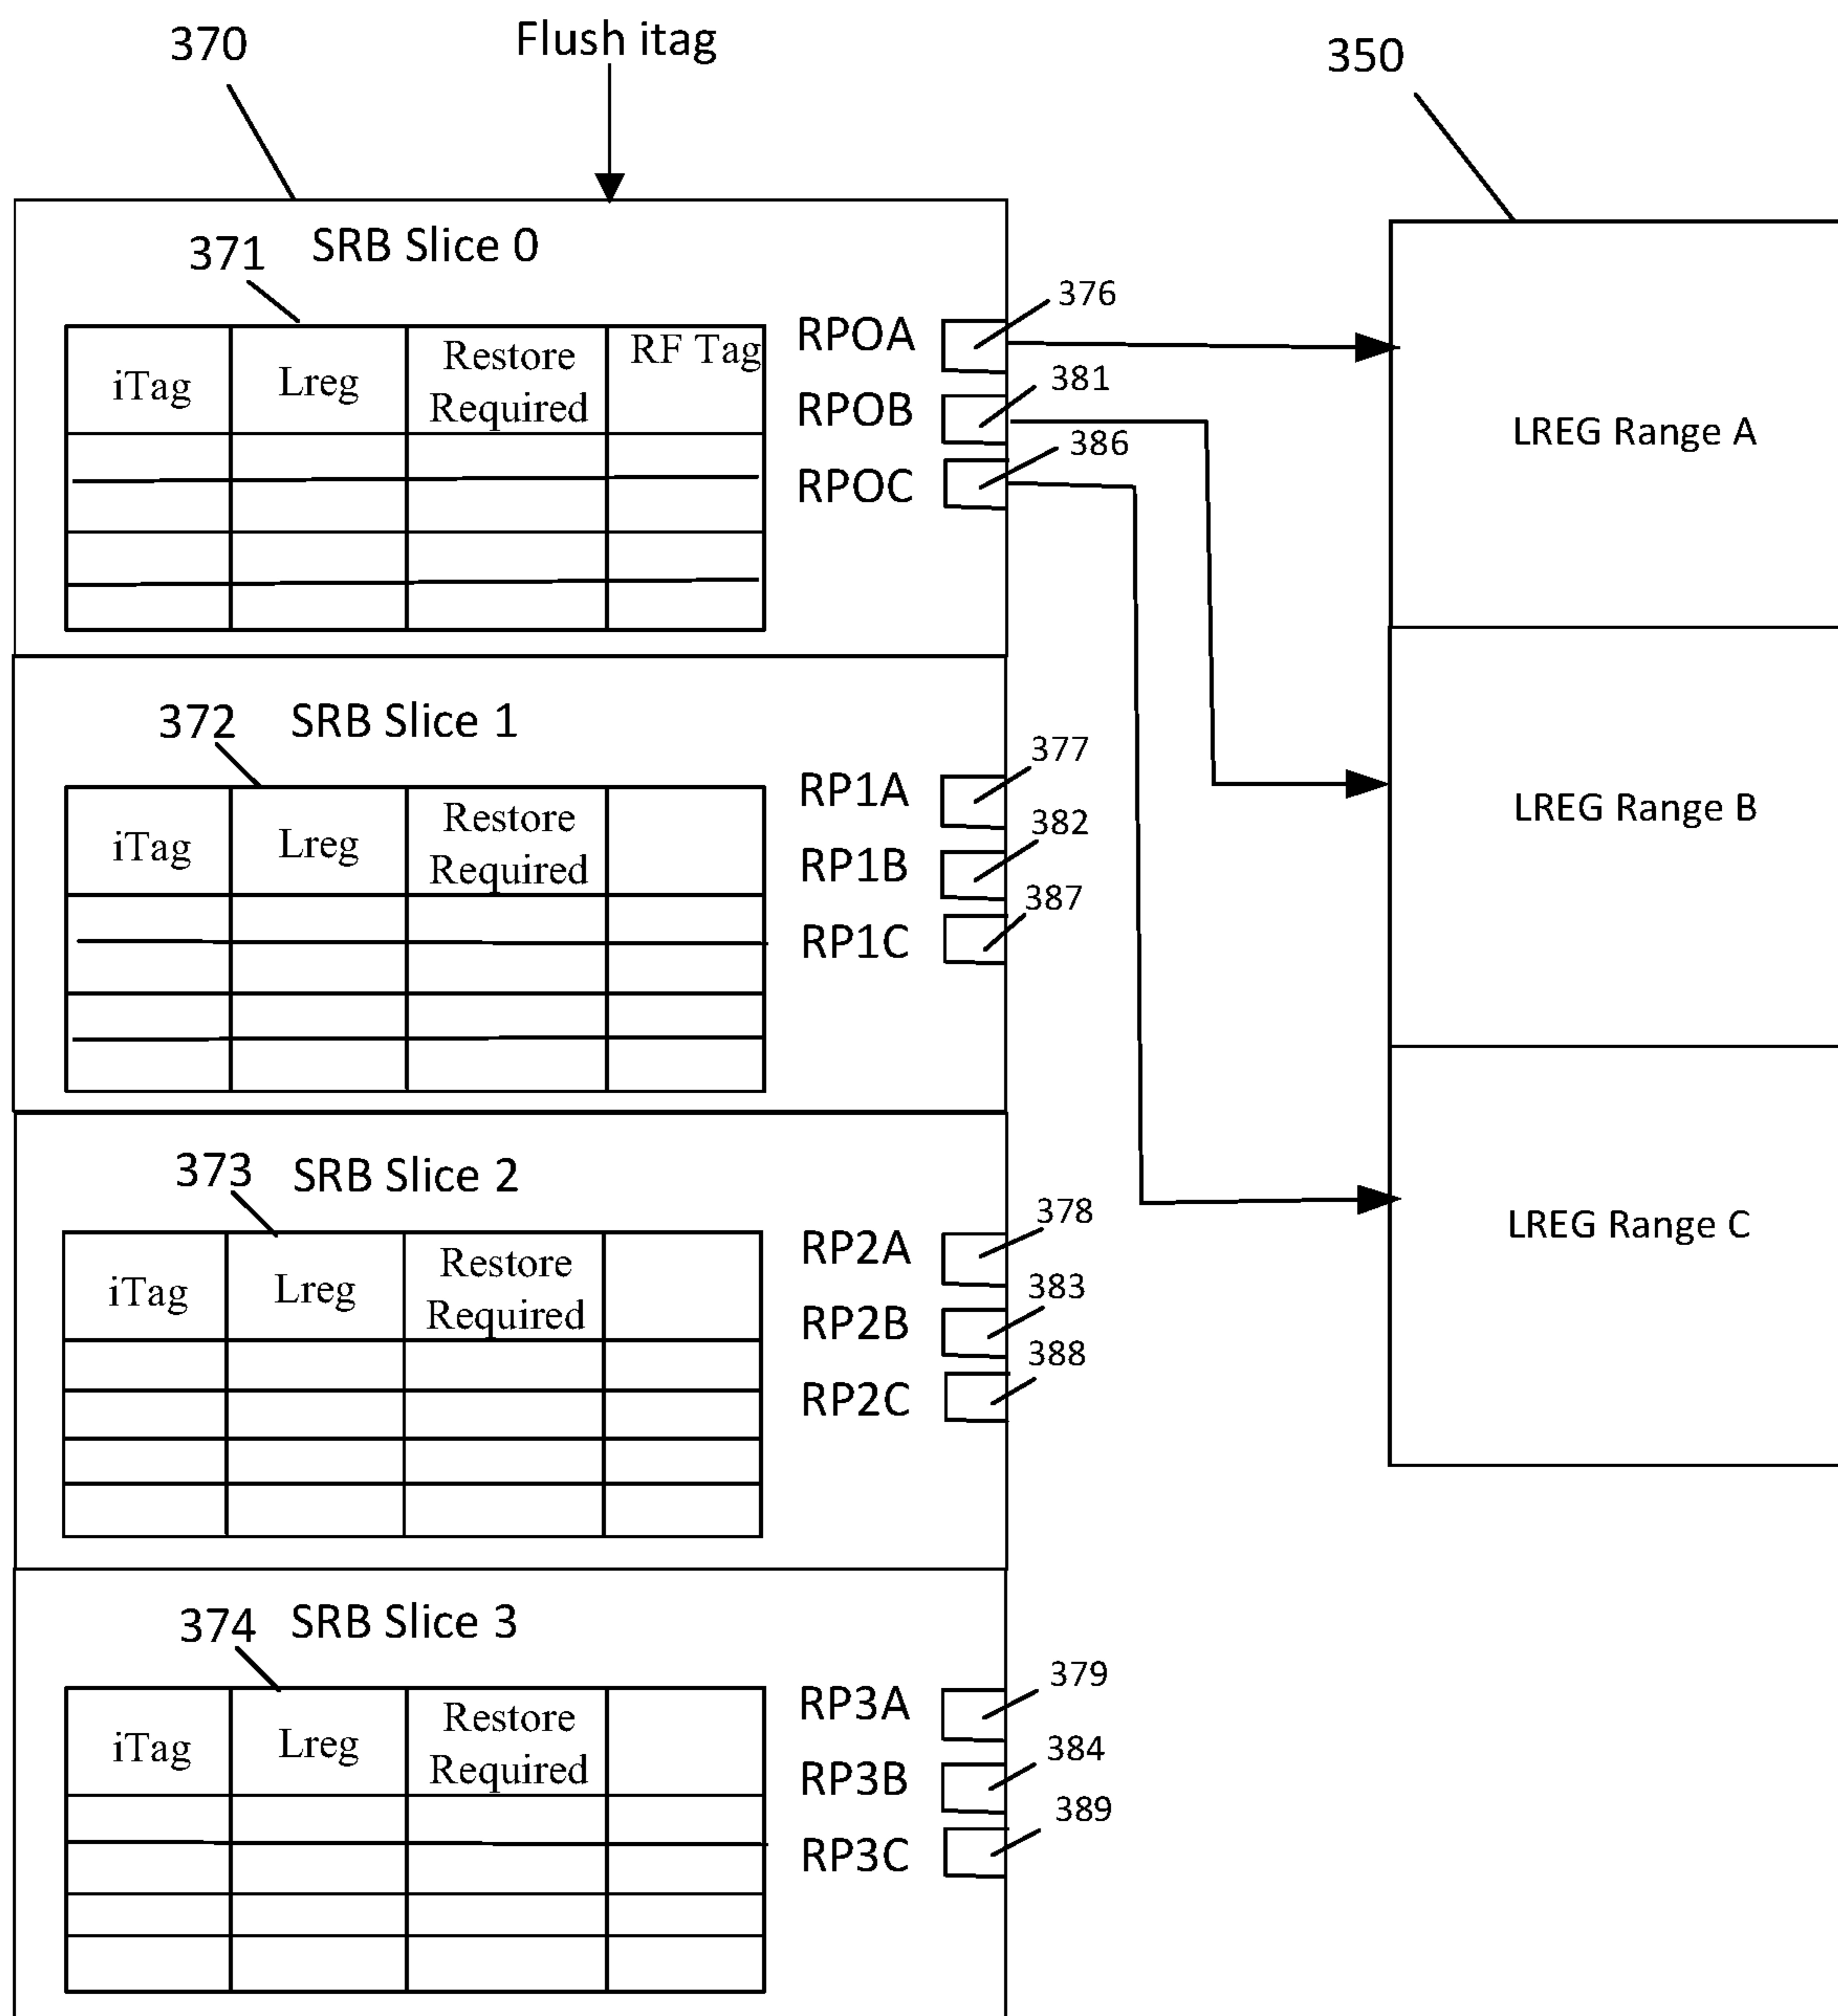 370
Flush itag
350
SRB Slice 0
371
376
RPOA
RF Tag
iTag
Lreg
Restore
Required
381
RPOB
386
RPOC
LREG Range A
372
SRB Slice 1
377
RP1A
iTag
Lreg
Restore
Required
382
RP1B
387
RP1C
LREG Range B
373
SRB Slice 2
378
RP2A
iTag
Lreg
Restore
Required
383
RP2B
388
RP2C
LREG Range C
374
SRB Slice 3
379
RP3A
iTag
Lreg
Restore
Required
384
RP3B
389
RP3C